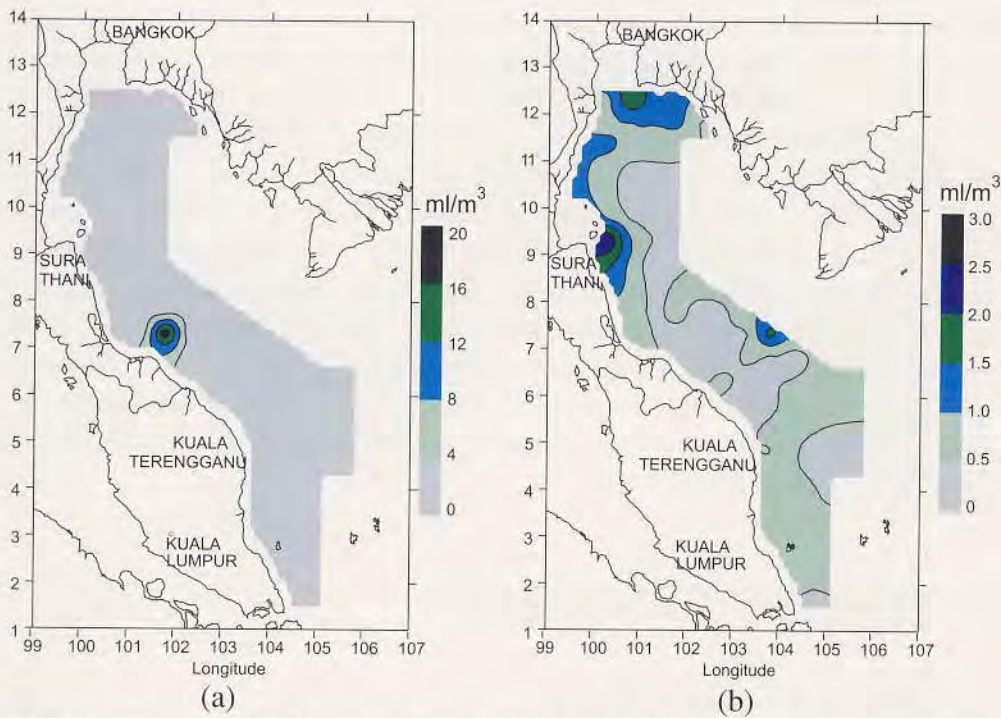 14
13
12
11
10
9
8
7
6
5
4
3
2
1
99 100 101 102 103 104 105 106 107
Longitude
BANGKOK
SURA
THANI
KUALA
TERENGGANU
KUALA
LUMPUR
ml/m³
20
16
12
8
4
0
(a)
14
13
12
11
10
9
8
7
6
5
4
3
2
1
99 100 101 102 103 104 105 106 107
Longitude
BANGKOK
SURA
THANI
KUALA
TERENGGANU
KUALA
LUMPUR
ml/m³
3.0
2.5
2.0
1.5
1.0
0.5
0
(b)